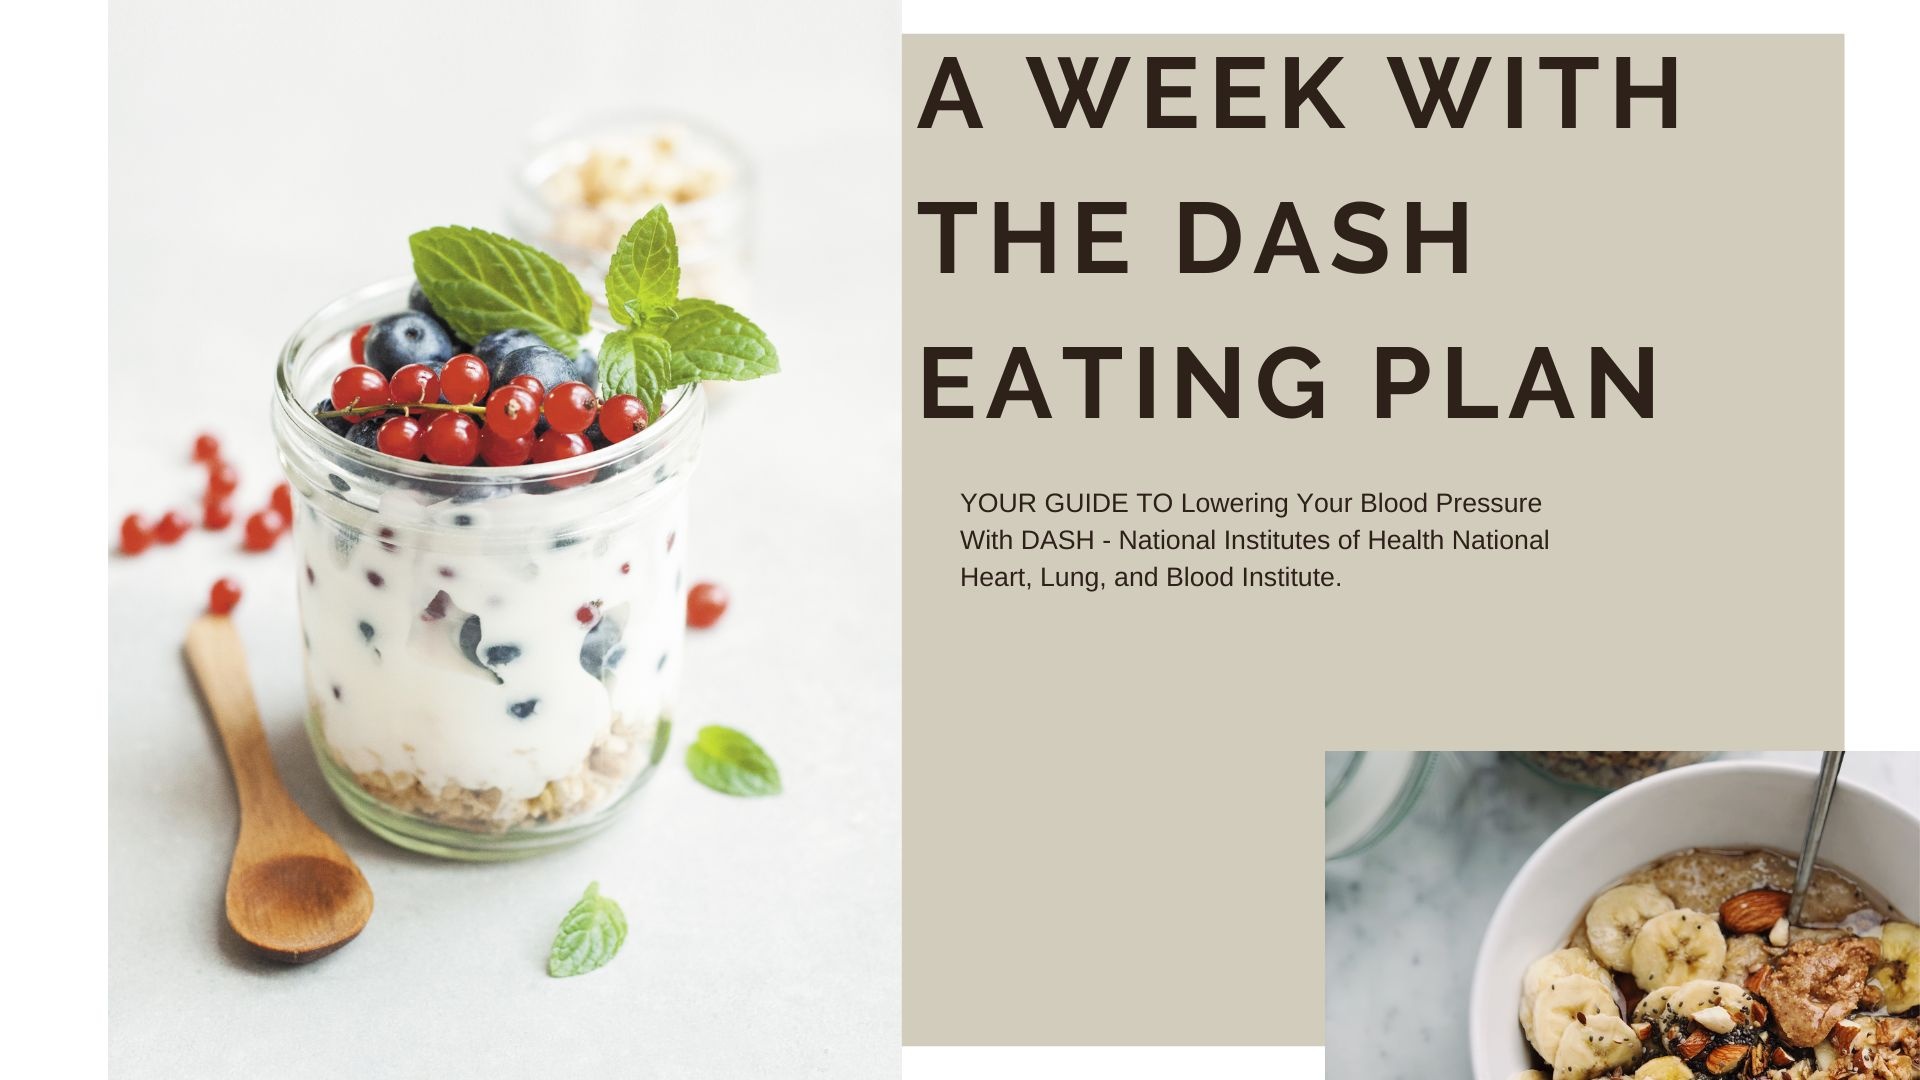 A WEEK WITH
THE DASH
EATING PLAN
YOUR GUIDE TO Lowering Your Blood Pressure
With DASH - National Institutes of Health National
Heart, Lung, and Blood Institute.